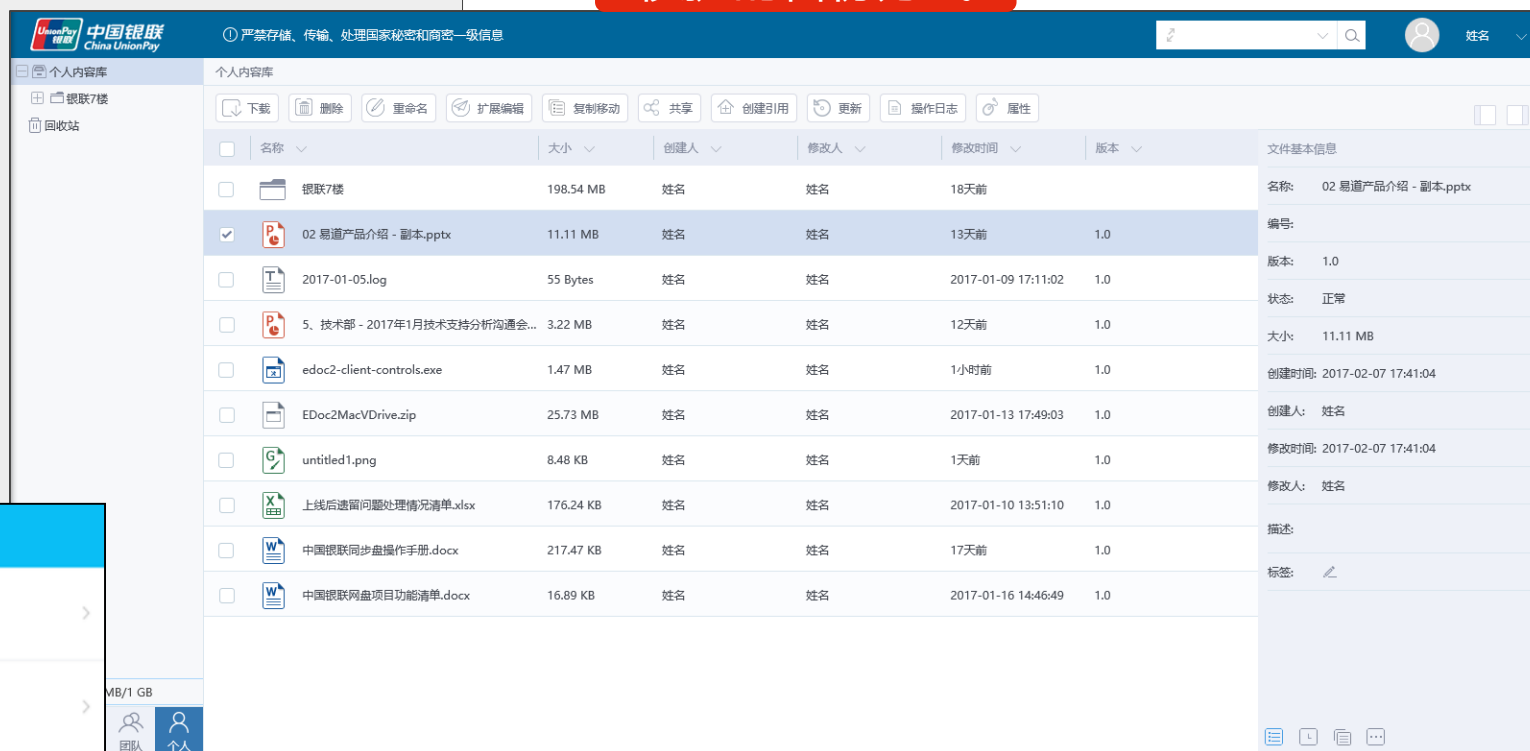 UnionPay
银联
中国银联
China UnionPay
严禁存储、传输、处理国家秘密和商密一级信息
姓名
个人内容库
银联7楼
回收站
个人内容库
下载 删除 重命名 扩展编辑 复制移动 共享 创建引用 更新 操作日志 属性
名称 大小 创建人 修改人 修改时间 版本
银联7楼 198.54 MB 姓名 姓名 18天前
02 易道产品介绍 - 副本.pptx 11.11 MB 姓名 姓名 13天前 1.0
2017-01-05.log 55 Bytes 姓名 姓名 2017-01-09 17:11:02 1.0
5、技术部 - 2017年1月技术支持分析沟通会... 3.22 MB 姓名 姓名 12天前 1.0
edoc2-client-controls.exe 1.47 MB 姓名 姓名 1小时前 1.0
EDoc2MacVDrive.zip 25.73 MB 姓名 姓名 2017-01-13 17:49:03 1.0
untitled1.png 8.48 KB 姓名 姓名 1天前 1.0
上线后遗留问题处理情况清单.xlsx 176.24 KB 姓名 姓名 2017-01-10 13:51:10 1.0
中国银联同步盘操作手册.docx 217.47 KB 姓名 姓名 17天前 1.0
中国银联网盘项目功能清单.docx 16.89 KB 姓名 姓名 2017-01-16 14:46:49 1.0
文件基本信息
名称: 02 易道产品介绍 - 副本.pptx
编号:
版本: 1.0
状态: 正常
大小: 11.11 MB
创建时间: 2017-02-07 17:41:04
创建人: 姓名
修改时间: 2017-02-07 17:41:04
修改人: 姓名
描述:
标签:
MB/1 GB
团队 个人